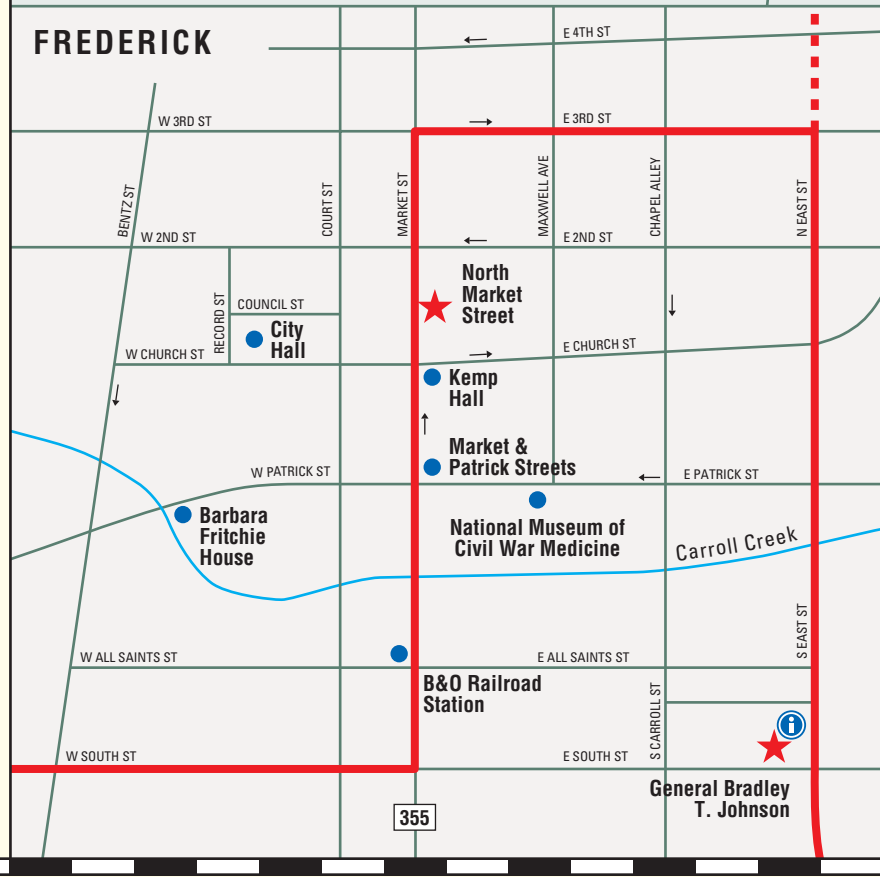 FREDERICK
E 4TH ST
W 3RD ST
E 3RD ST
BENTZ ST
COURT ST
MARKET ST
MAXWELL AVE
CHAPEL ALLEY
N EAST ST
W 2ND ST
E 2ND ST
North
Market
Street
RECORD ST
COUNCIL ST
City
Hall
W CHURCH ST
E CHURCH ST
Kemp
Hall
Market &
Patrick Streets
W PATRICK ST
E PATRICK ST
Barbara
Fritchie
House
National Museum of
Civil War Medicine
Carroll Creek
S EAST ST
W ALL SAINTS ST
E ALL SAINTS ST
B&O Railroad
Station
S CARROLL ST
i
W SOUTH ST
E SOUTH ST
General Bradley
T. Johnson
355